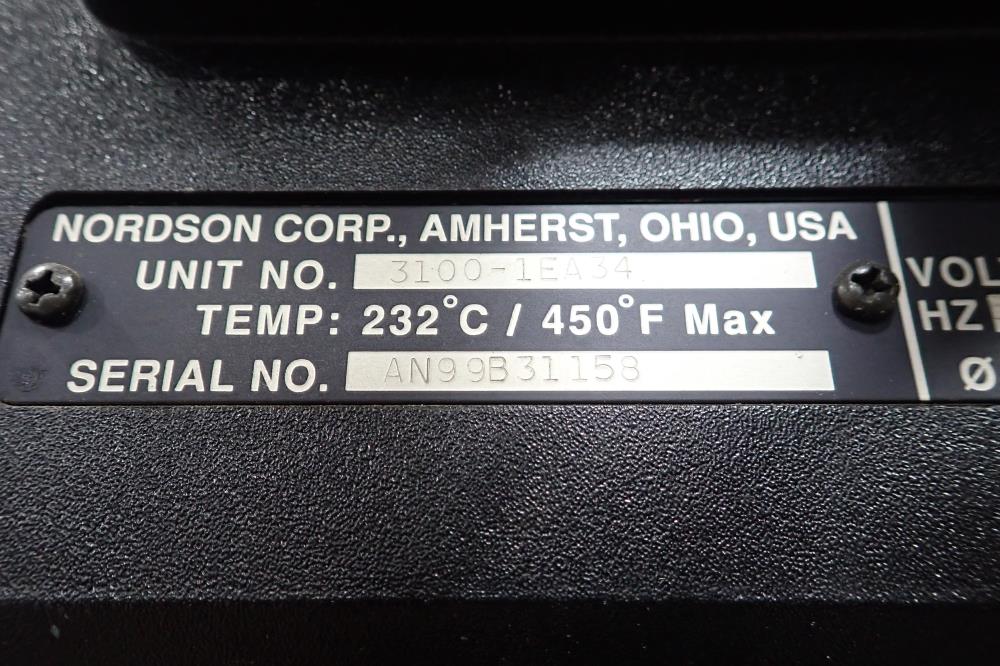 NORDSON CORP., AMHERST, OHIO, USA
UNIT NO. 3100-1EA34
TEMP: 232°C / 450°F Max
SERIAL NO. AN99B31158
VOL
HZ
Ø